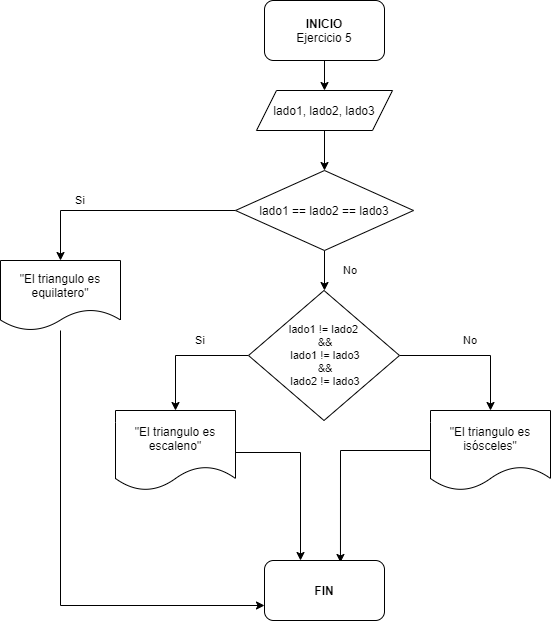 INICIO
Ejercicio 5
lado1, lado2, lado3
lado1 == lado2 == lado3
Si
No
"El triangulo es
equilatero"
lado1 != lado2
&&
lado1 != lado3
&&
lado2 != lado3
Si
No
"El triangulo es
escaleno"
"El triangulo es
isósceles"
FIN